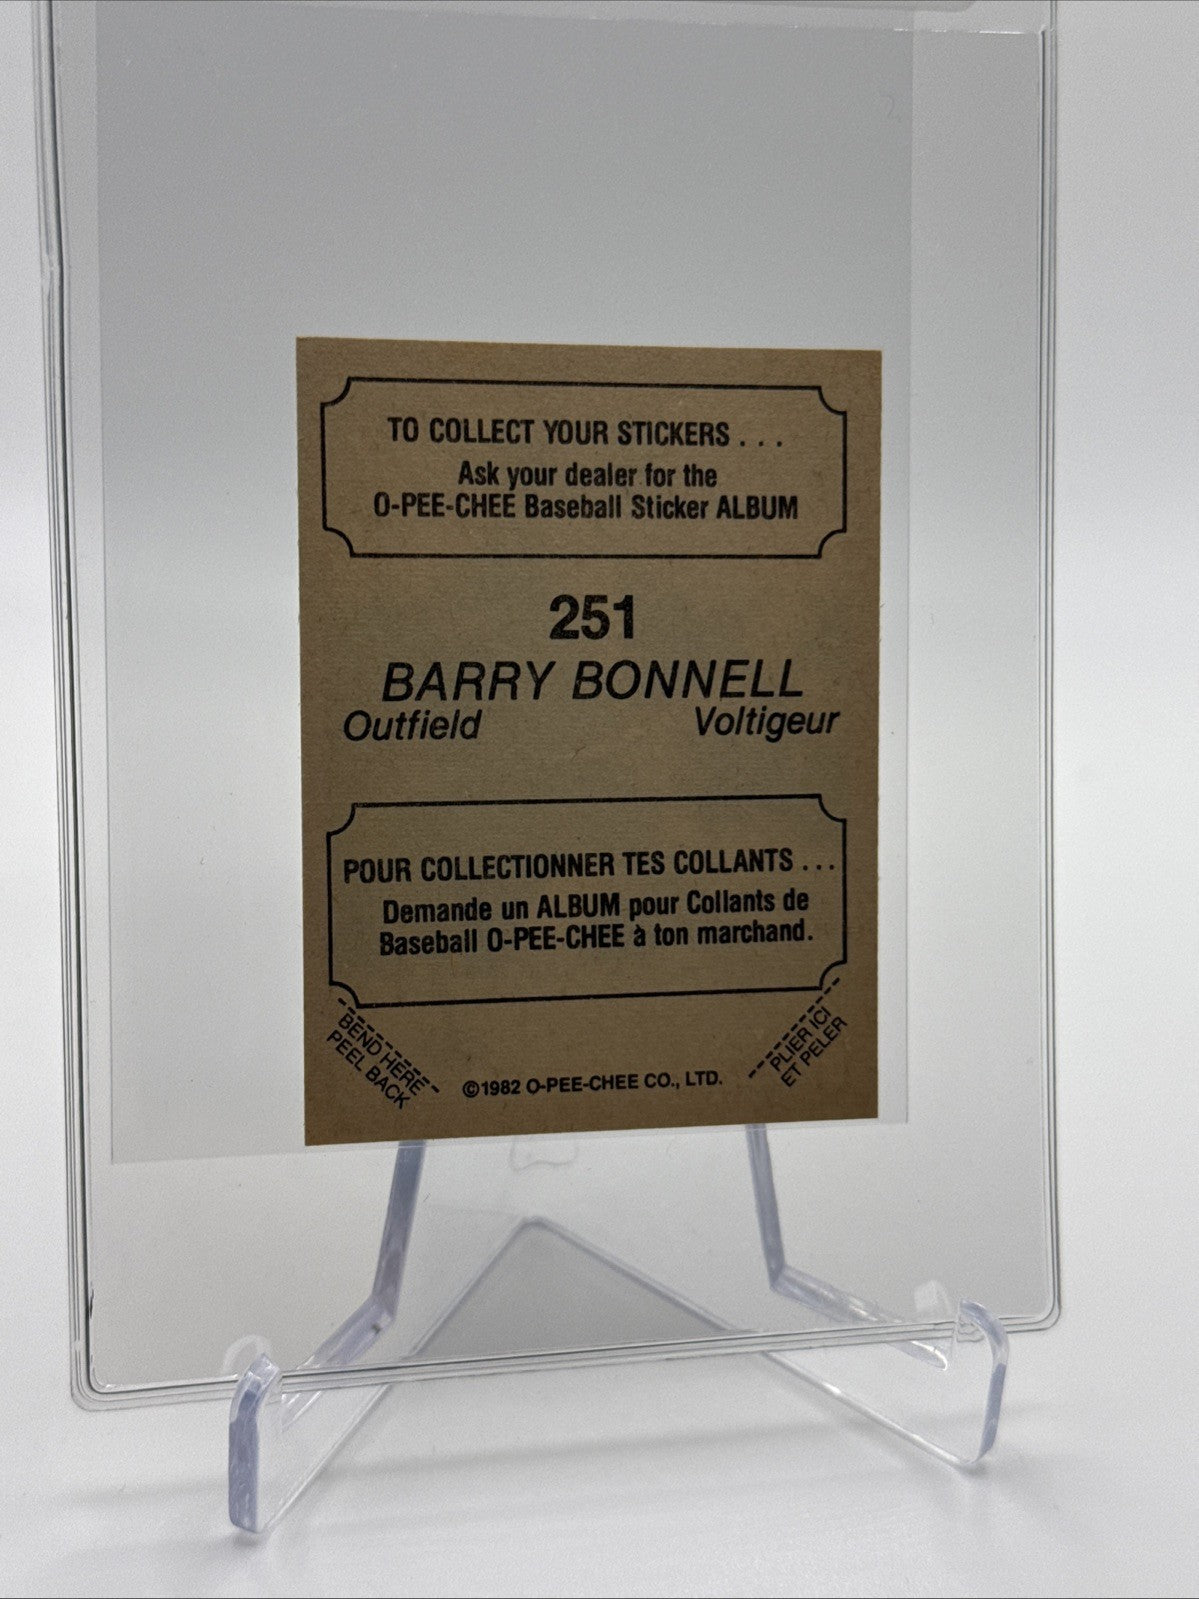 TO COLLECT YOUR STICKERS . . .
Ask your dealer for the
O-PEE-CHEE Baseball Sticker ALBUM
251
BARRY BONNELL
Outfield Voltigeur
POUR COLLECTIONNER TES COLLANTS . . .
Demande un ALBUM pour Collants de
Baseball O-PEE-CHEE à ton marchand.
BEND HERE
PEEL BACK
©1982 O-PEE-CHEE CO., LTD.
PLIER ICI
ET PELER